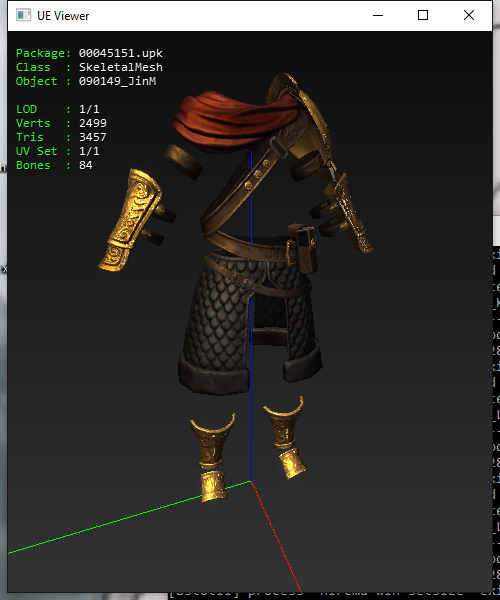 UE Viewer
Package: 00045151.upk
Class : SkeletalMesh
Object : 090149_JinM
LOD : 1/1
Verts : 2499
Tris : 3457
UV Set : 1/1
Bones : 84